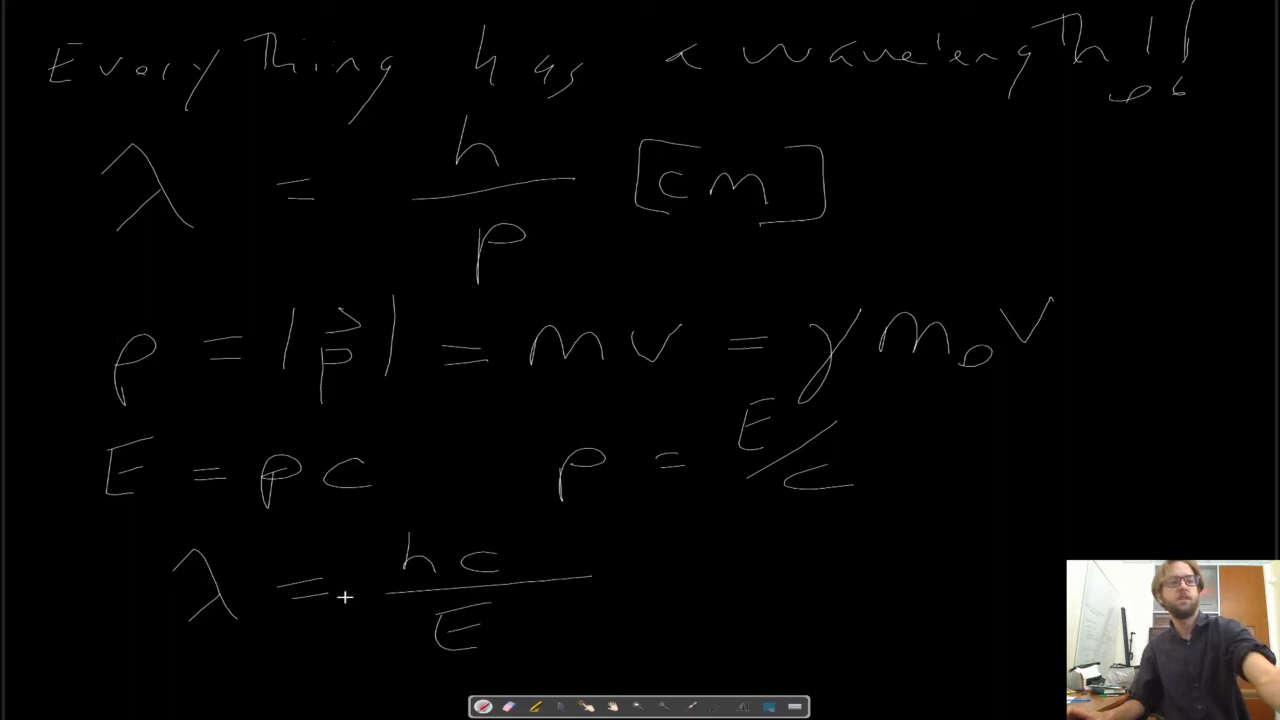 Everything has a wavelength!!
λ = h/p [cm]
p = |p⃗| = mv = γm₀v
E = pc p = E/c
λ = hc/E